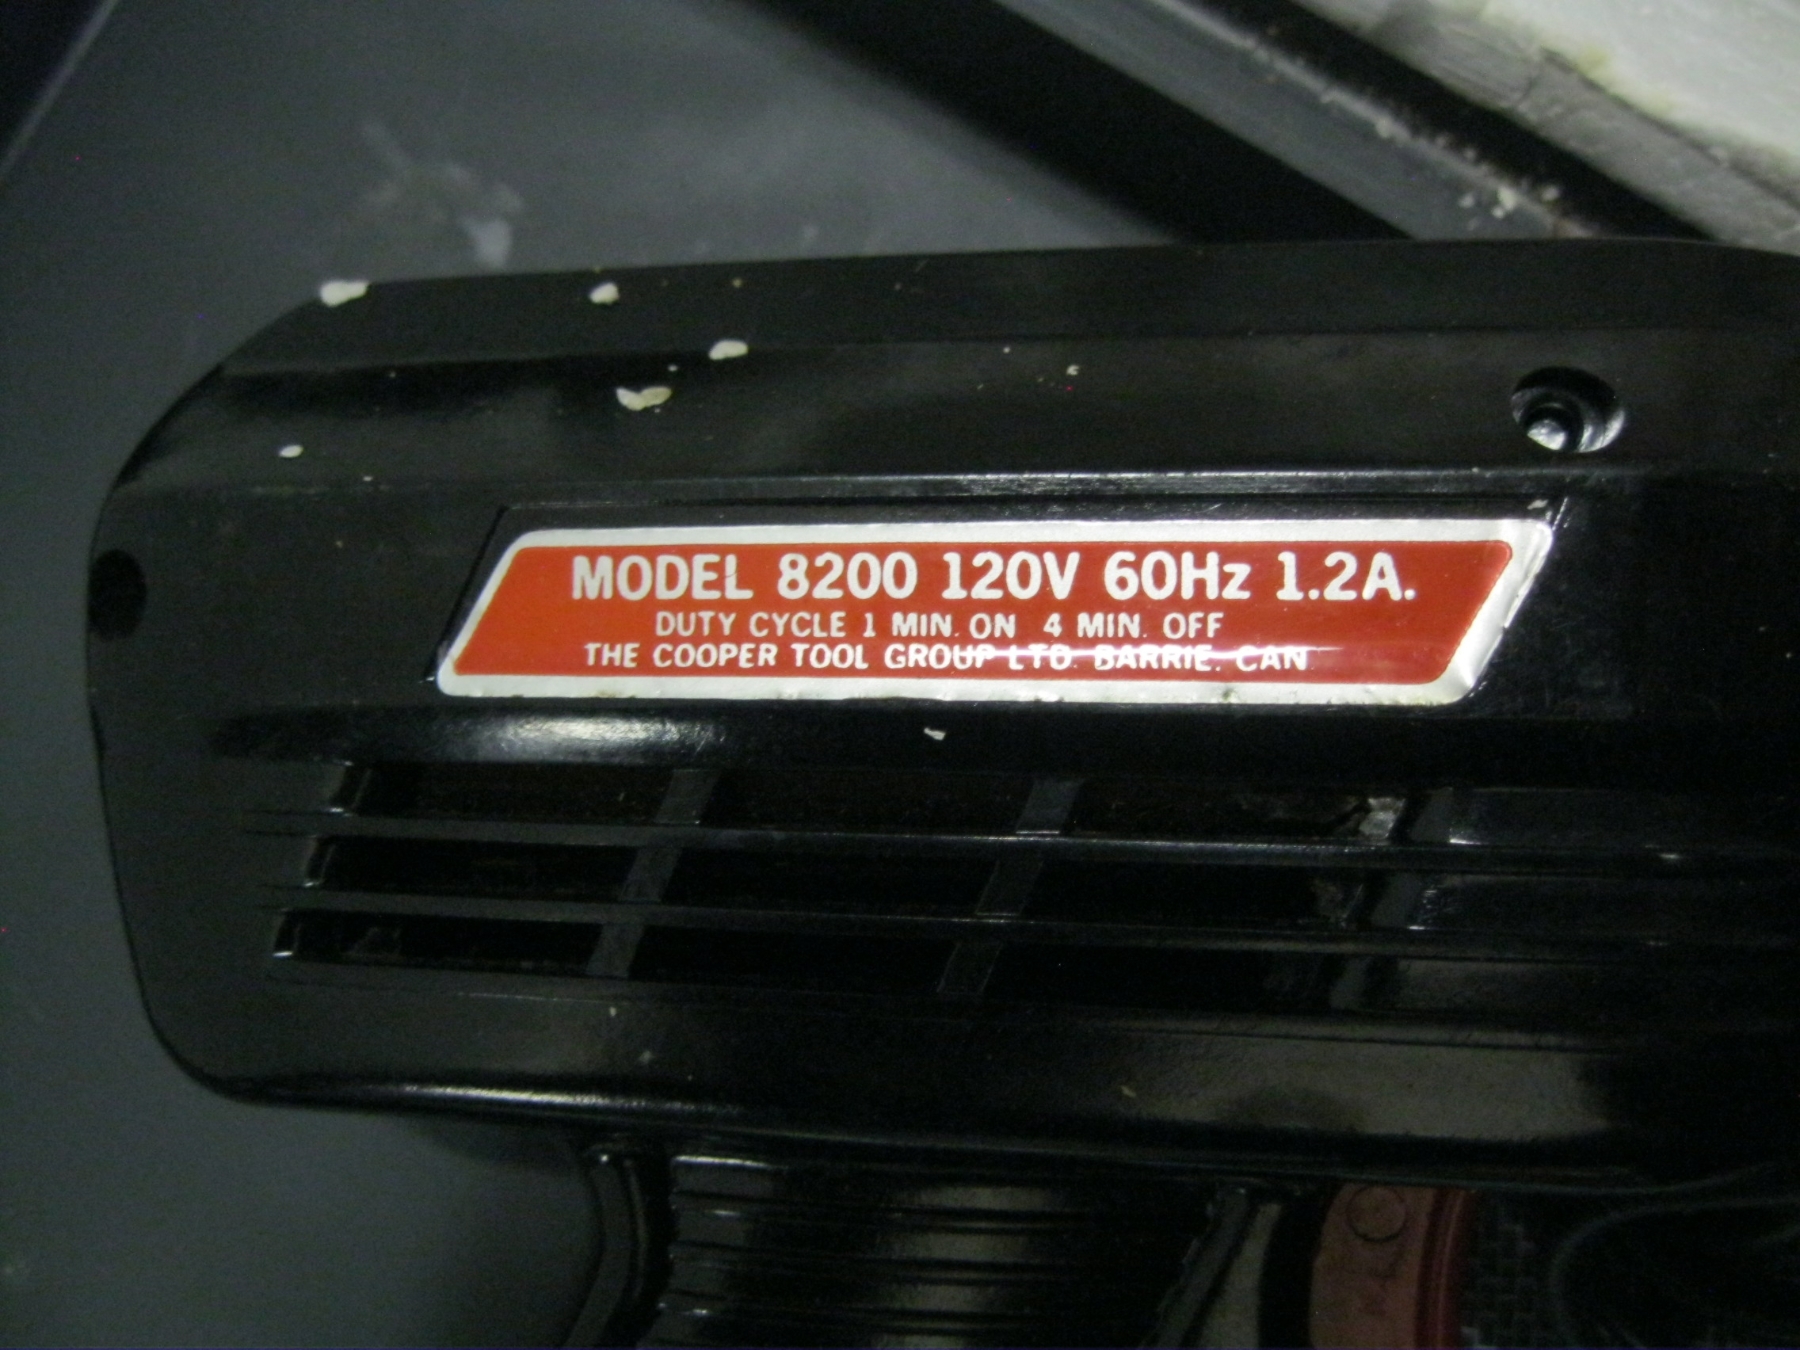 MODEL 8200 120V 60Hz 1.2A.
DUTY CYCLE 1 MIN. ON 4 MIN. OFF
THE COOPER TOOL GROUP LTD. BARRIE. CAN